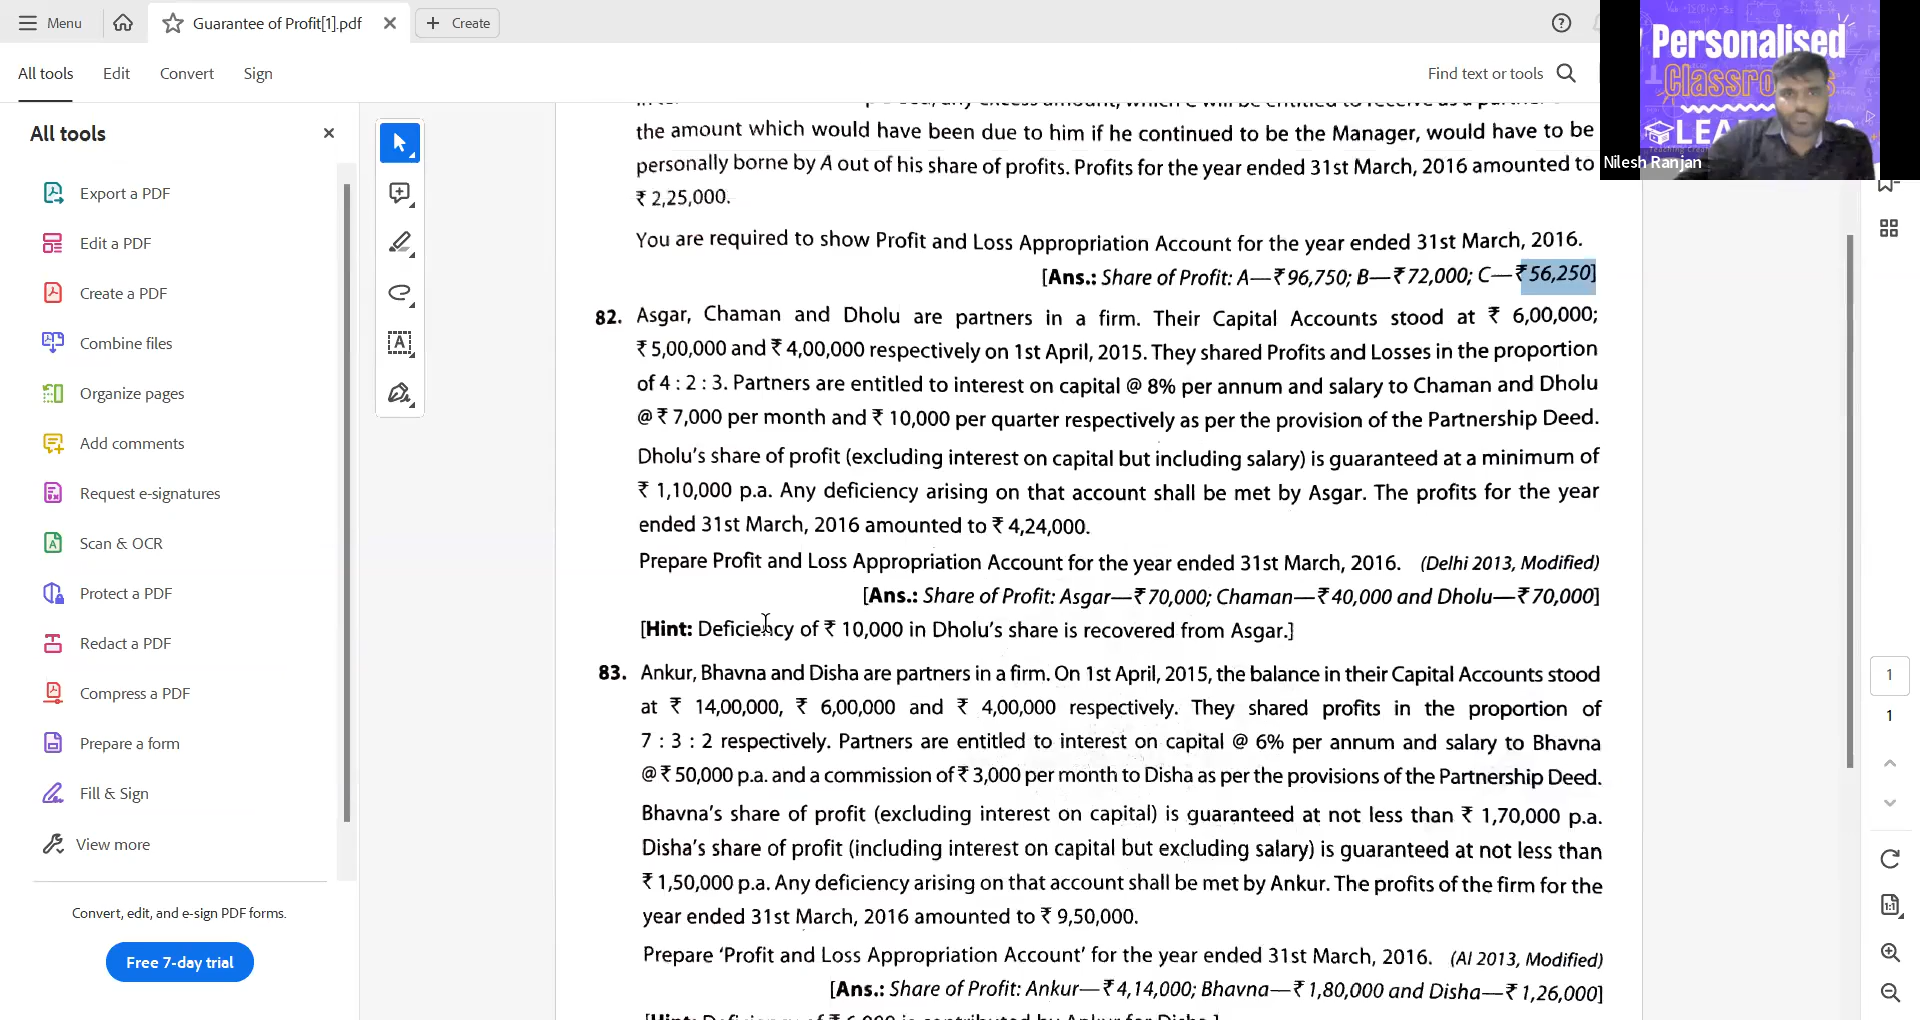 Menu
Guarantee of Profit[1].pdf
Create
All tools
Edit
Convert
Sign
Find text or tools
Personalised
LEA
Nilesh Ranjan
All tools
Export a PDF
Edit a PDF
Create a PDF
Combine files
Organize pages
Add comments
Request e-signatures
Scan & OCR
Protect a PDF
Redact a PDF
Compress a PDF
Prepare a form
Fill & Sign
View more
Convert, edit, and e-sign PDF forms.
Free 7-day trial
the amount which would have been due to him if he continued to be the Manager, would have to be
personally borne by A out of his share of profits. Profits for the year ended 31st March, 2016 amounted to
₹ 2,25,000.
You are required to show Profit and Loss Appropriation Account for the year ended 31st March, 2016.
[Ans.: Share of Profit: A—₹ 96,750; B—₹ 72,000; C—₹ 56,250]
82. Asgar, Chaman and Dholu are partners in a firm. Their Capital Accounts stood at ₹ 6,00,000;
₹ 5,00,000 and ₹ 4,00,000 respectively on 1st April, 2015. They shared Profits and Losses in the proportion
of 4 : 2 : 3. Partners are entitled to interest on capital @ 8% per annum and salary to Chaman and Dholu
@ ₹ 7,000 per month and ₹ 10,000 per quarter respectively as per the provision of the Partnership Deed.
Dholu's share of profit (excluding interest on capital but including salary) is guaranteed at a minimum of
₹ 1,10,000 p.a. Any deficiency arising on that account shall be met by Asgar. The profits for the year
ended 31st March, 2016 amounted to ₹ 4,24,000.
Prepare Profit and Loss Appropriation Account for the year ended 31st March, 2016. (Delhi 2013, Modified)
[Ans.: Share of Profit: Asgar—₹ 70,000; Chaman—₹ 40,000 and Dholu—₹ 70,000]
[Hint: Deficiency of ₹ 10,000 in Dholu's share is recovered from Asgar.]
83. Ankur, Bhavna and Disha are partners in a firm. On 1st April, 2015, the balance in their Capital Accounts stood
at ₹ 14,00,000, ₹ 6,00,000 and ₹ 4,00,000 respectively. They shared profits in the proportion of
7 : 3 : 2 respectively. Partners are entitled to interest on capital @ 6% per annum and salary to Bhavna
@ ₹ 50,000 p.a. and a commission of ₹ 3,000 per month to Disha as per the provisions of the Partnership Deed.
Bhavna's share of profit (excluding interest on capital) is guaranteed at not less than ₹ 1,70,000 p.a.
Disha's share of profit (including interest on capital but excluding salary) is guaranteed at not less than
₹ 1,50,000 p.a. Any deficiency arising on that account shall be met by Ankur. The profits of the firm for the
year ended 31st March, 2016 amounted to ₹ 9,50,000.
Prepare 'Profit and Loss Appropriation Account' for the year ended 31st March, 2016. (AI 2013, Modified)
[Ans.: Share of Profit: Ankur—₹ 4,14,000; Bhavna—₹ 1,80,000 and Disha—₹ 1,26,000]
1
1